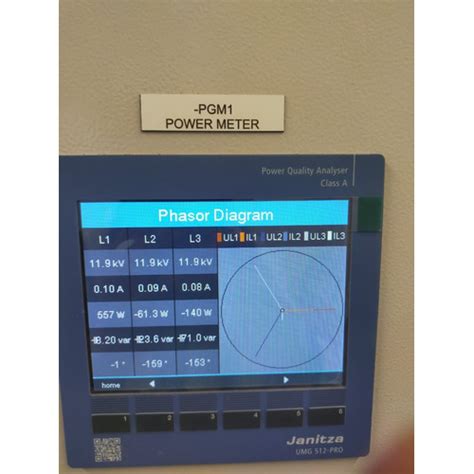 -PGM1
POWER METER
Power Quality Analyser
Class A
Phasor Diagram
L1 L2 L3 UL1 IL1 UL2 IL2 UL3 IL3
11.9 kV 11.9 kV 11.9 kV
0.10 A 0.09 A 0.08 A
557 W -61.3 W -140 W
var var var
-1° -159° -153°
home
1 2 3 4 5 6
Janitza
UMG 512-PRO